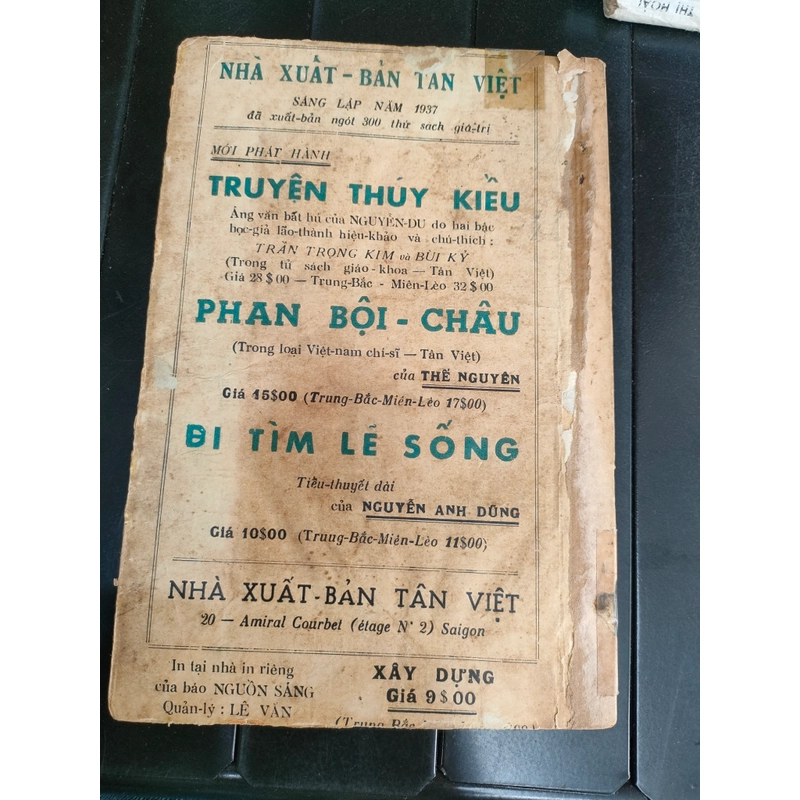 NHÀ XUẤT-BẢN TÂN VIỆT
SÁNG LẬP NĂM 1937
đã xuất-bản ngót 300 thứ sách giá-trị
MỚI PHÁT HÀNH
TRUYỆN THÚY KIỀU
Áng văn bất hủ của NGUYỄN-DU do hai bậc
học-giả lão-thành hiệu-khảo và chú-thích :
TRẦN TRỌNG KIM và BÙI KỶ
(Trong tủ sách giáo-khoa — Tân Việt)
Giá 28$00 — Trung-Bắc - Miên-Lèo 32$00
PHAN BỘI-CHÂU
(Trong loại Việt-nam chí-sĩ — Tân Việt)
của THẾ NGUYÊN
Giá 15$00 (Trung-Bắc-Miên-Lèo 17$00)
ĐI TÌM LẼ SỐNG
Tiểu-thuyết dài
của NGUYỄN ANH DŨNG
Giá 10$00 (Trung-Bắc-Miên-Lèo 11$00)
NHÀ XUẤT-BẢN TÂN VIỆT
20 — Amiral Courbet (étage N° 2) Saigon
In tại nhà in riêng
của báo NGUỒN SÁNG
Quản-lý : LÊ VĂN
XÂY DỰNG
Giá 9$00
(Trung Bắc
THỊ HOÀI